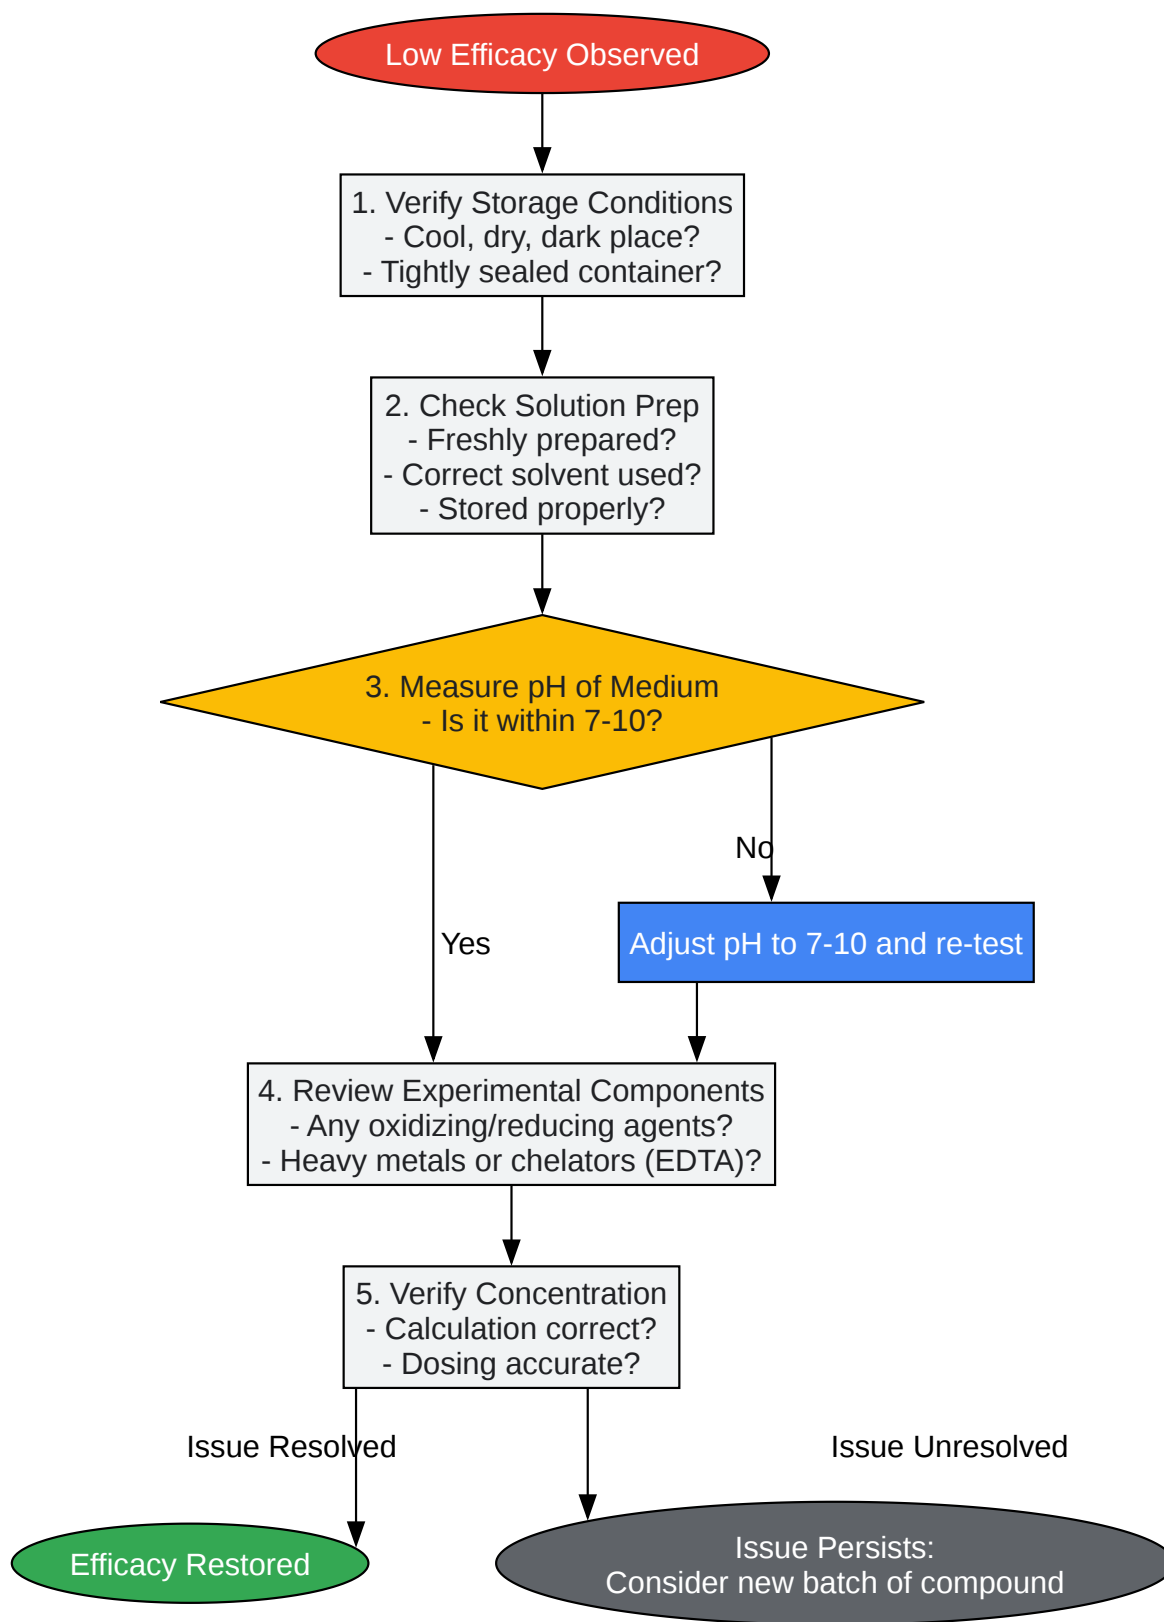 Low Efficacy Observed
1. Verify Storage Conditions
- Cool, dry, dark place?
- Tightly sealed container?
2. Check Solution Prep
- Freshly prepared?
- Correct solvent used?
- Stored properly?
3. Measure pH of Medium
- Is it within 7-10?
No
Yes
Adjust pH to 7-10 and re-test
4. Review Experimental Components
- Any oxidizing/reducing agents?
- Heavy metals or chelators (EDTA)?
5. Verify Concentration
- Calculation correct?
- Dosing accurate?
Issue Resolved
Issue Unresolved
Efficacy Restored
Issue Persists:
Consider new batch of compound